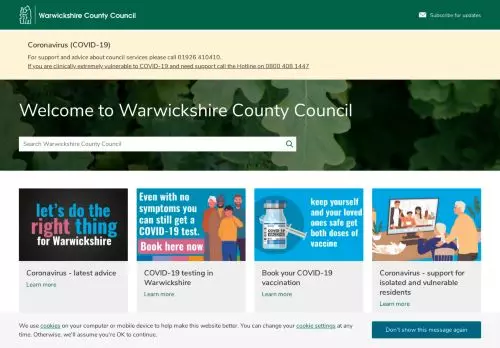 Warwickshire County Council
Subscribe for updates
Coronavirus (COVID-19)
For support and advice about council services please call 01926 410410.
If you are clinically extremely vulnerable to COVID-19 and need support call the Hotline on 0800 408 1447
Welcome to Warwickshire County Council
Search Warwickshire County Council
let's do the
right thing
for Warwickshire
Coronavirus - latest advice
Learn more
Even with no
symptoms you
can still get a
COVID-19 test.
Book here now
COVID-19 testing in
Warwickshire
Learn more
keep yourself
and your loved
ones safe get
both doses of
vaccine
Book your COVID-19
vaccination
Learn more
Coronavirus - support for
isolated and vulnerable
residents
Learn more
We use cookies on your computer or mobile device to help make this website better. You can change your cookie settings at any
time. Otherwise, we'll assume you're OK to continue.
Don't show this message again